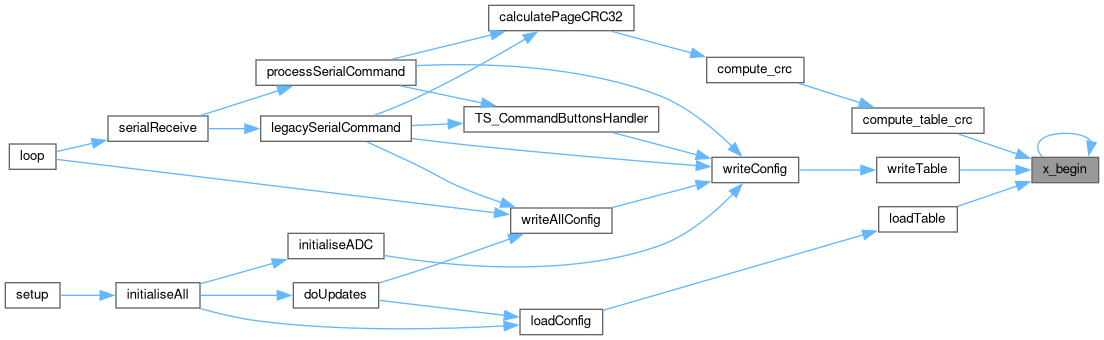 calculatePageCRC32
processSerialCommand
compute_crc
TS_CommandButtonsHandler
compute_table_crc
serialReceive
legacySerialCommand
loop
writeConfig
writeTable
x_begin
writeAllConfig
loadTable
initialiseADC
setup
initialiseAll
doUpdates
loadConfig